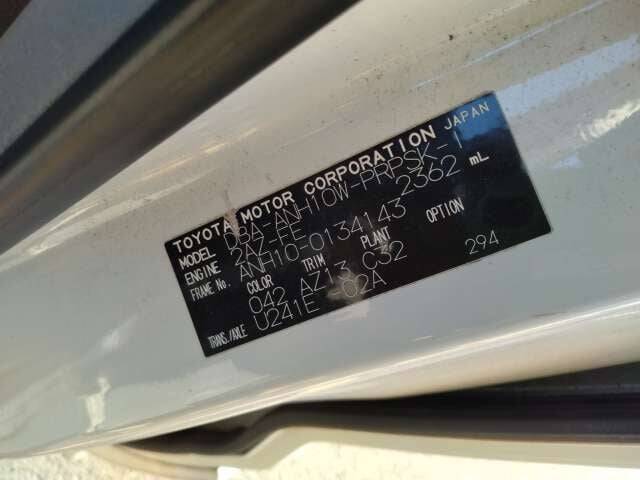 TOYOTA MOTOR CORPORATION JAPAN
MODEL DBA-ANH10W-PRPSK-1
ENGINE 2AZ-FE 2362 mL
FRAME No. ANH10-0134143
COLOR TRIM PLANT OPTION
042 AZ13 C32 294
TRANS./AXLE U241E -02A